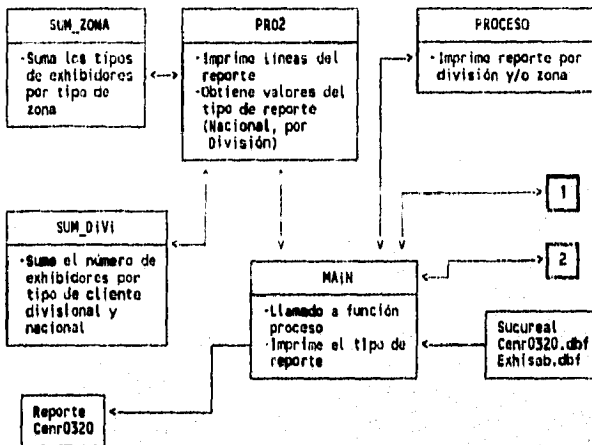 SUM_ZONA
·Suma los tipos
de exhibidores
por tipo de
zona
PRO2
·Imprime líneas del
reporte
·Obtiene valores del
tipo de reporte
(Nacional, por
División)
PROCESO
·Imprime reporte por
división y/o zona
1
2
SUM_DIVI
·Suma el número de
exhibidores por
tipo de cliente
divisional y
nacional
MAIN
·Llamado a función
proceso
·Imprime el tipo de
reporte
Sucursal
Cenr0320.dbf
Exhisab.dbf
Reporte
Cenr0320